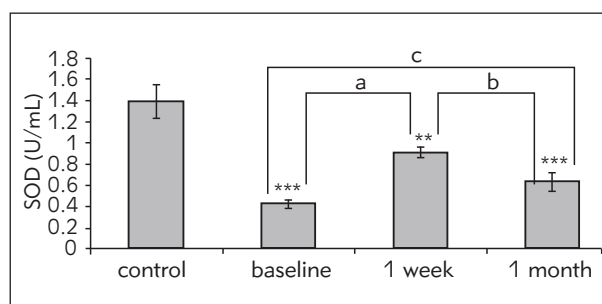 SOD (U/mL)
1.8
1.6
1.4
1.2
1
0.8
0.6
0.4
0.2
0
c
a
b
***
**
***
control baseline 1 week 1 month